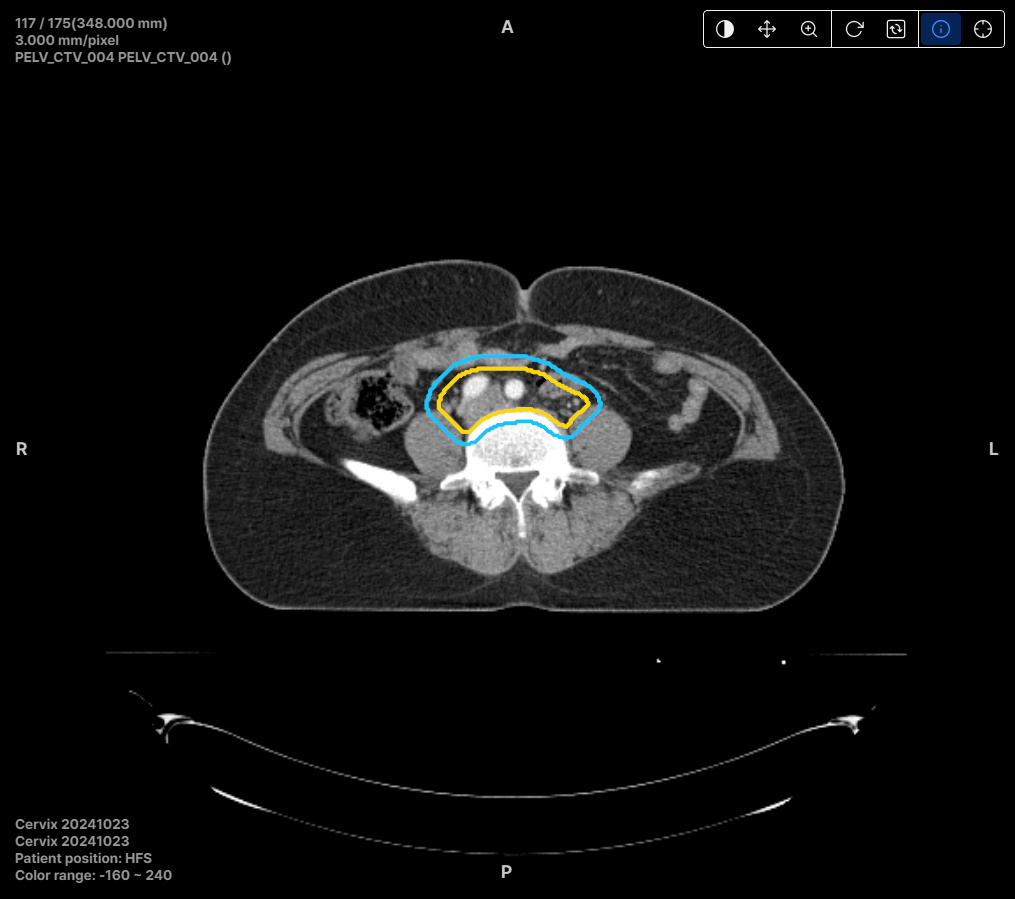 117 / 175(348.000 mm)
3.000 mm/pixel
PELV_CTV_004 PELV_CTV_004 ()
A
R
L
Cervix 20241023
Cervix 20241023
Patient position: HFS
Color range: -160 ~ 240
P